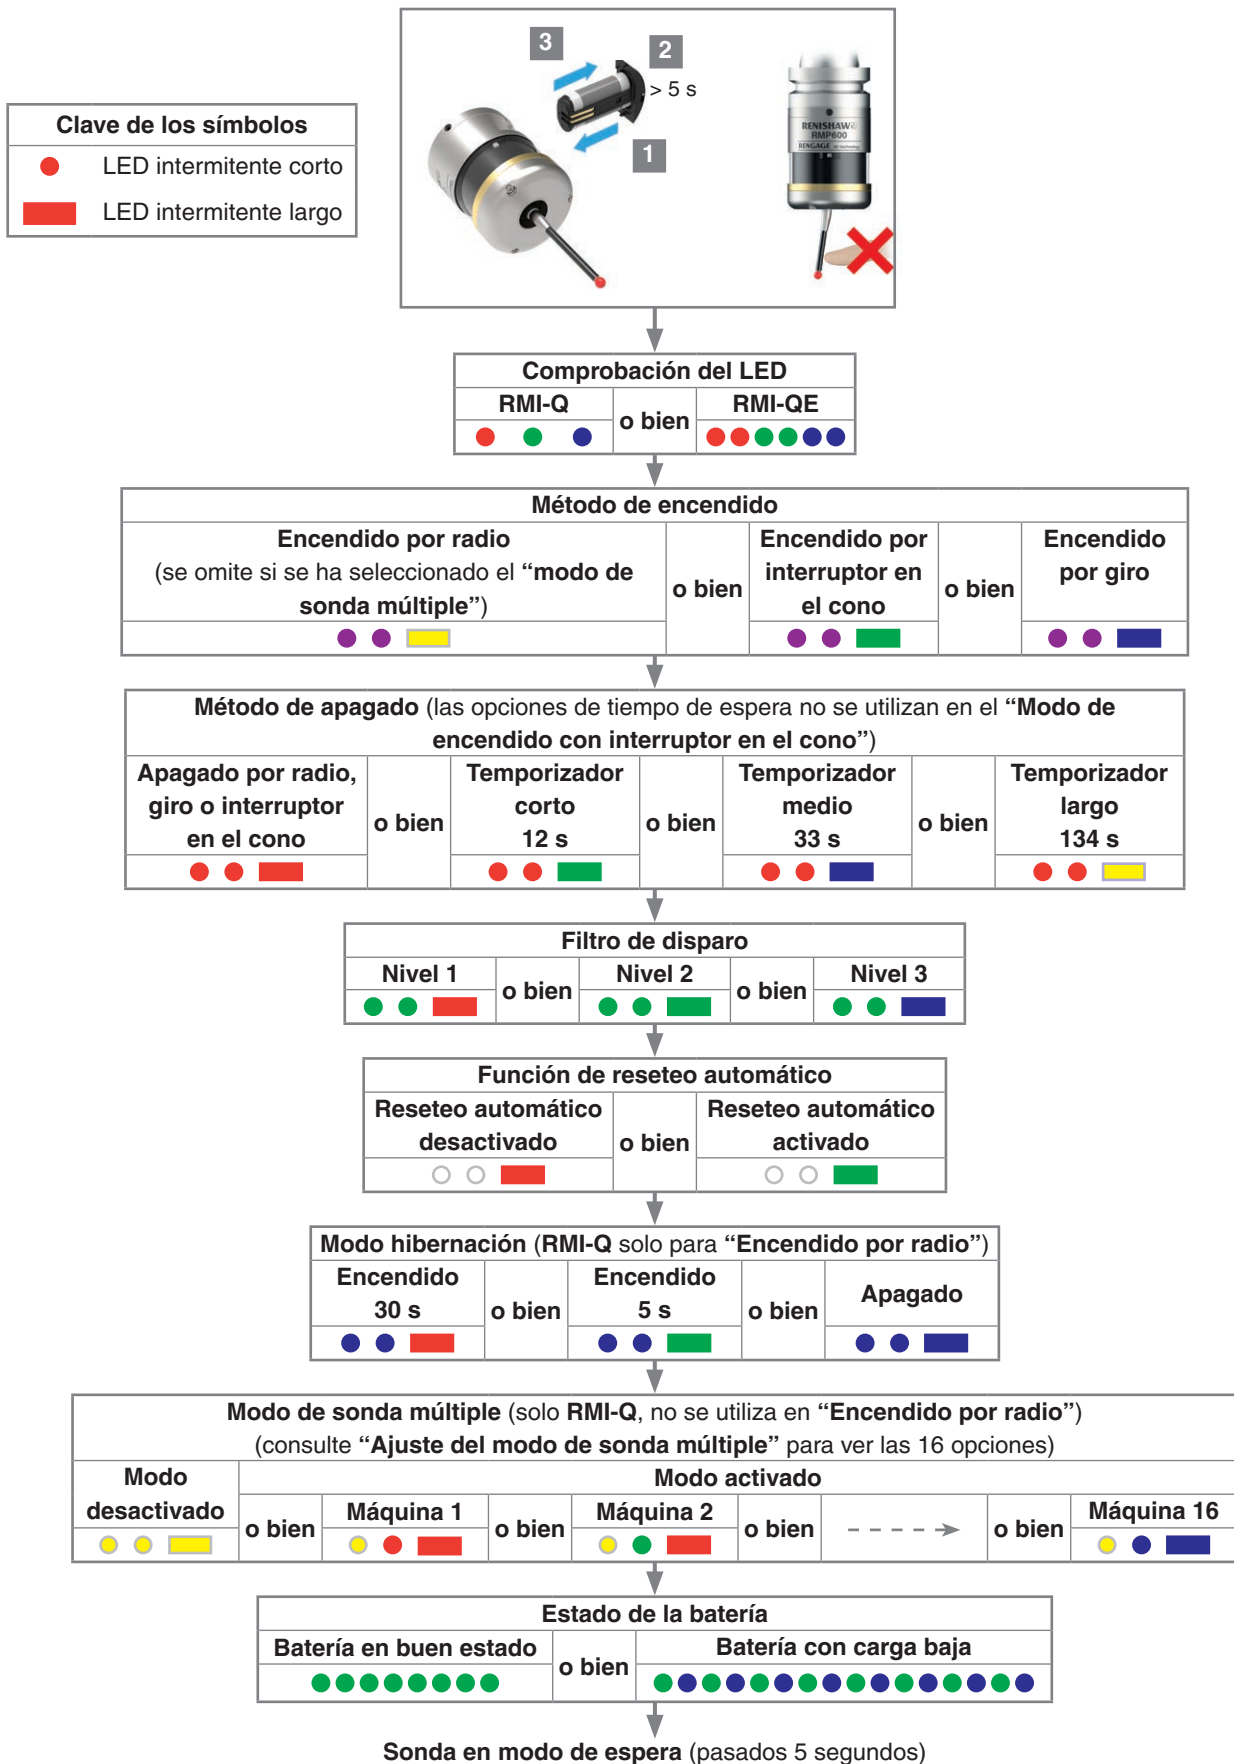 3
2
> 5 s
1
RENISHAW
RMP600
RENGAGE
Clave de los símbolos
LED intermitente corto
LED intermitente largo
Comprobación del LED
RMI-Q
o bien
RMI-QE
Método de encendido
Encendido por radio
(se omite si se ha seleccionado el “modo de
sonda múltiple”)
o bien
Encendido por
interruptor en
el cono
o bien
Encendido
por giro
Método de apagado (las opciones de tiempo de espera no se utilizan en el “Modo de
encendido con interruptor en el cono”)
Apagado por radio,
giro o interruptor
en el cono
o bien
Temporizador
corto
12 s
o bien
Temporizador
medio
33 s
o bien
Temporizador
largo
134 s
Filtro de disparo
Nivel 1
o bien
Nivel 2
o bien
Nivel 3
Función de reseteo automático
Reseteo automático
desactivado
o bien
Reseteo automático
activado
Modo hibernación (RMI-Q solo para “Encendido por radio”)
Encendido
30 s
o bien
Encendido
5 s
o bien
Apagado
Modo de sonda múltiple (solo RMI-Q, no se utiliza en “Encendido por radio”)
(consulte “Ajuste del modo de sonda múltiple” para ver las 16 opciones)
Modo
desactivado
Modo activado
o bien
Máquina 1
o bien
Máquina 2
o bien
o bien
Máquina 16
Estado de la batería
Batería en buen estado
o bien
Batería con carga baja
Sonda en modo de espera (pasados 5 segundos)